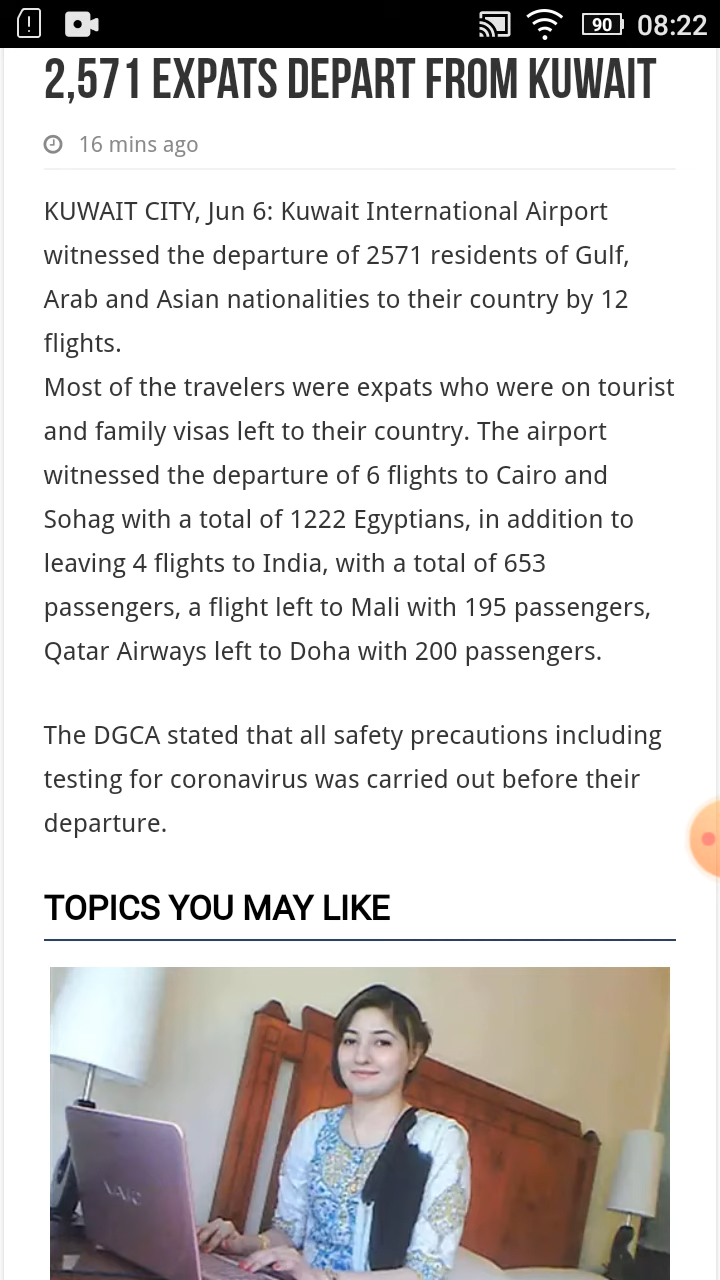 90 08:22
2,571 EXPATS DEPART FROM KUWAIT
16 mins ago
KUWAIT CITY, Jun 6: Kuwait International Airport
witnessed the departure of 2571 residents of Gulf,
Arab and Asian nationalities to their country by 12
flights.
Most of the travelers were expats who were on tourist
and family visas left to their country. The airport
witnessed the departure of 6 flights to Cairo and
Sohag with a total of 1222 Egyptians, in addition to
leaving 4 flights to India, with a total of 653
passengers, a flight left to Mali with 195 passengers,
Qatar Airways left to Doha with 200 passengers.
The DGCA stated that all safety precautions including
testing for coronavirus was carried out before their
departure.
TOPICS YOU MAY LIKE
VAIO